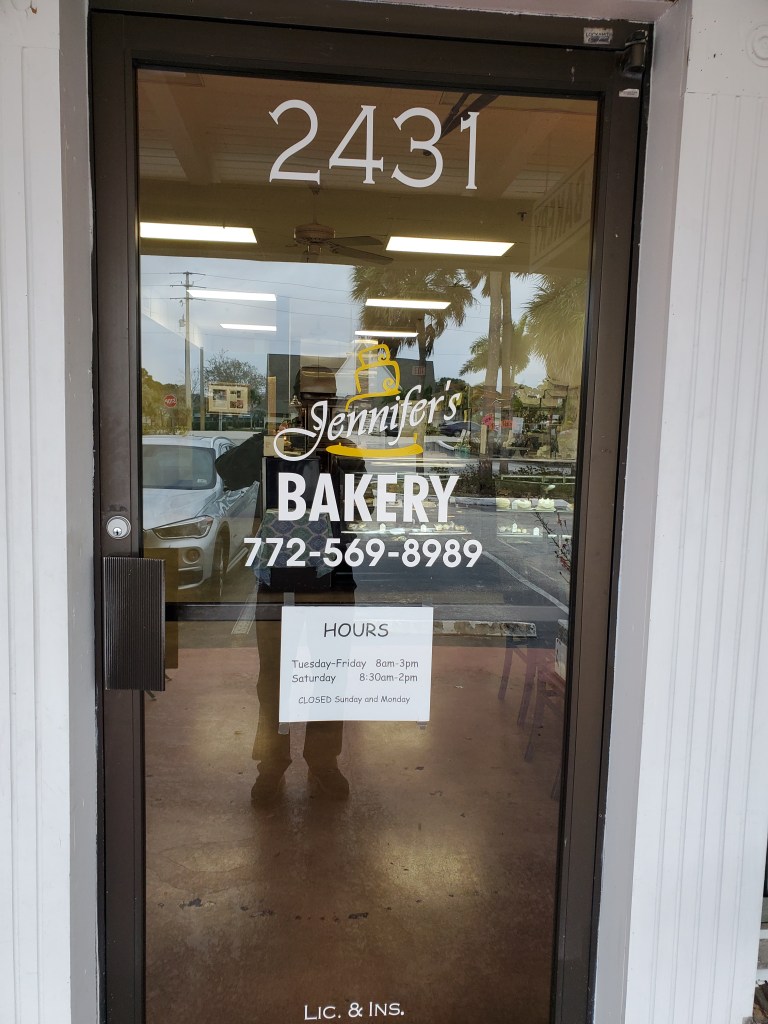 2431
BAKERY
Jennifer's
BAKERY
772-569-8989
HOURS
Tuesday-Friday 8am-3pm
Saturday 8:30am-2pm
CLOSED Sunday and Monday
LIC. & INS.